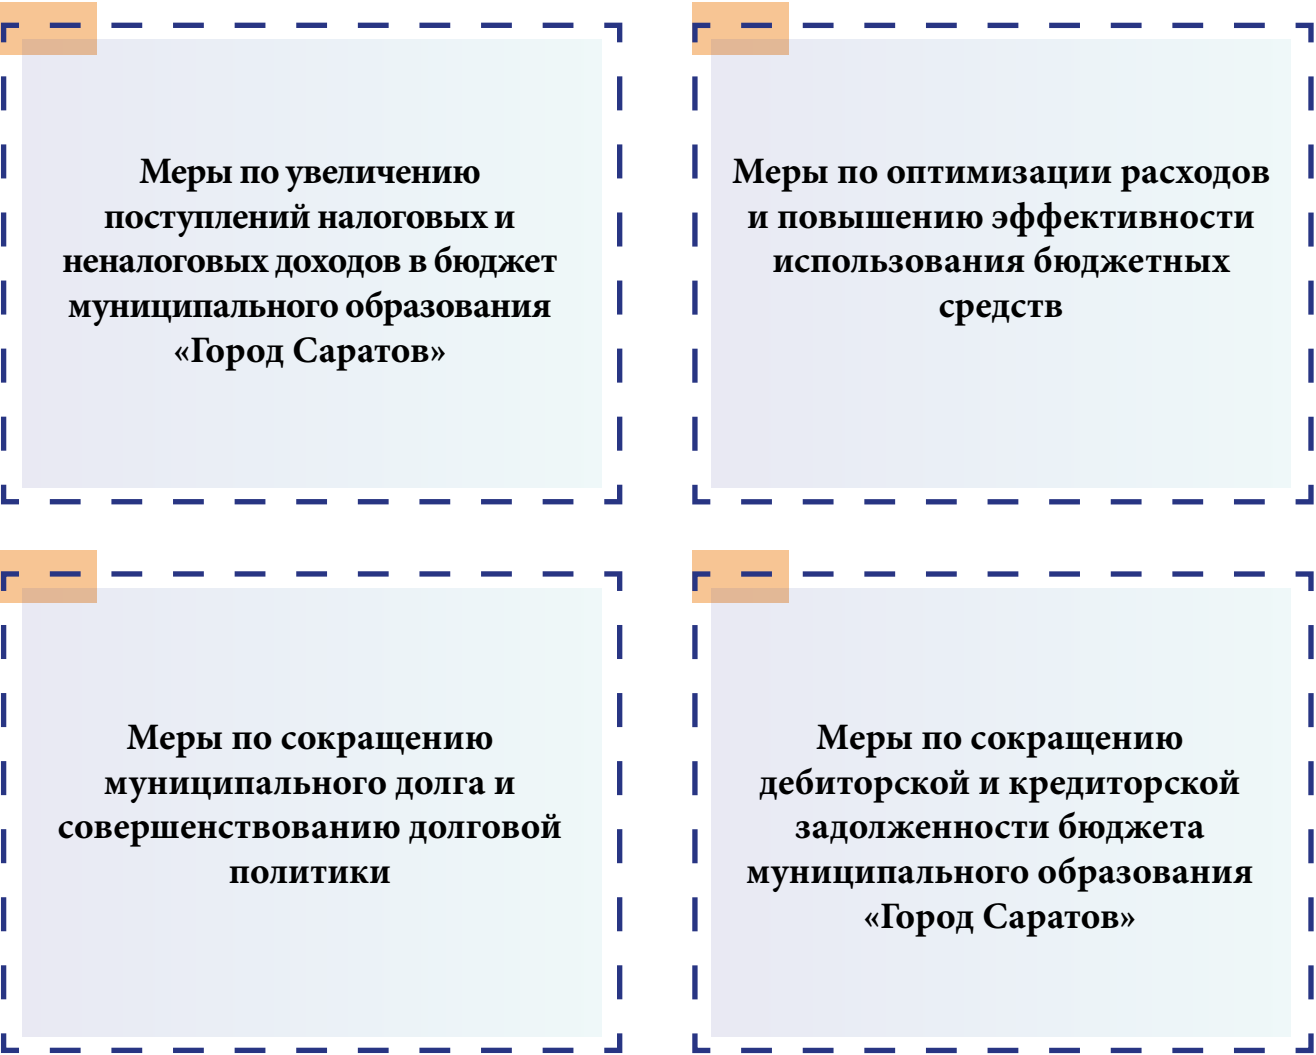 Меры по увеличению
поступлений налоговых и
неналоговых доходов в бюджет
муниципального образования
«Город Саратов»
Меры по оптимизации расходов
и повышению эффективности
использования бюджетных
средств
Меры по сокращению
муниципального долга и
совершенствованию долговой
политики
Меры по сокращению
дебиторской и кредиторской
задолженности бюджета
муниципального образования
«Город Саратов»